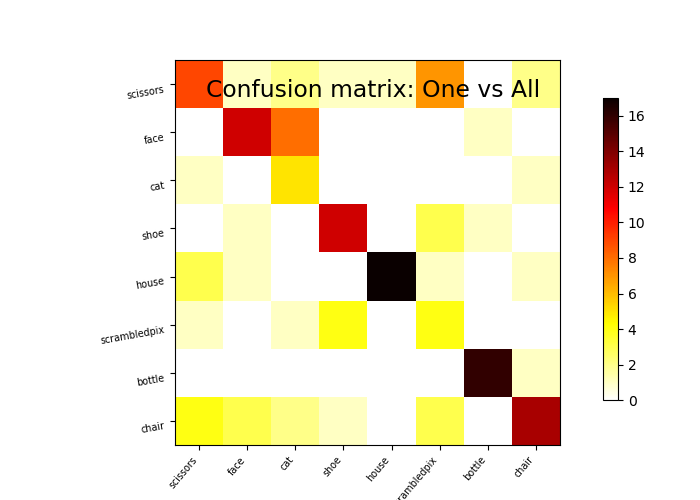 Confusion matrix: One vs All
scissors
face
cat
shoe
house
scrambledpix
bottle
chair
scissors
face
cat
shoe
house
rambledpix
bottle
chair
16
14
12
10
8
6
4
2
0